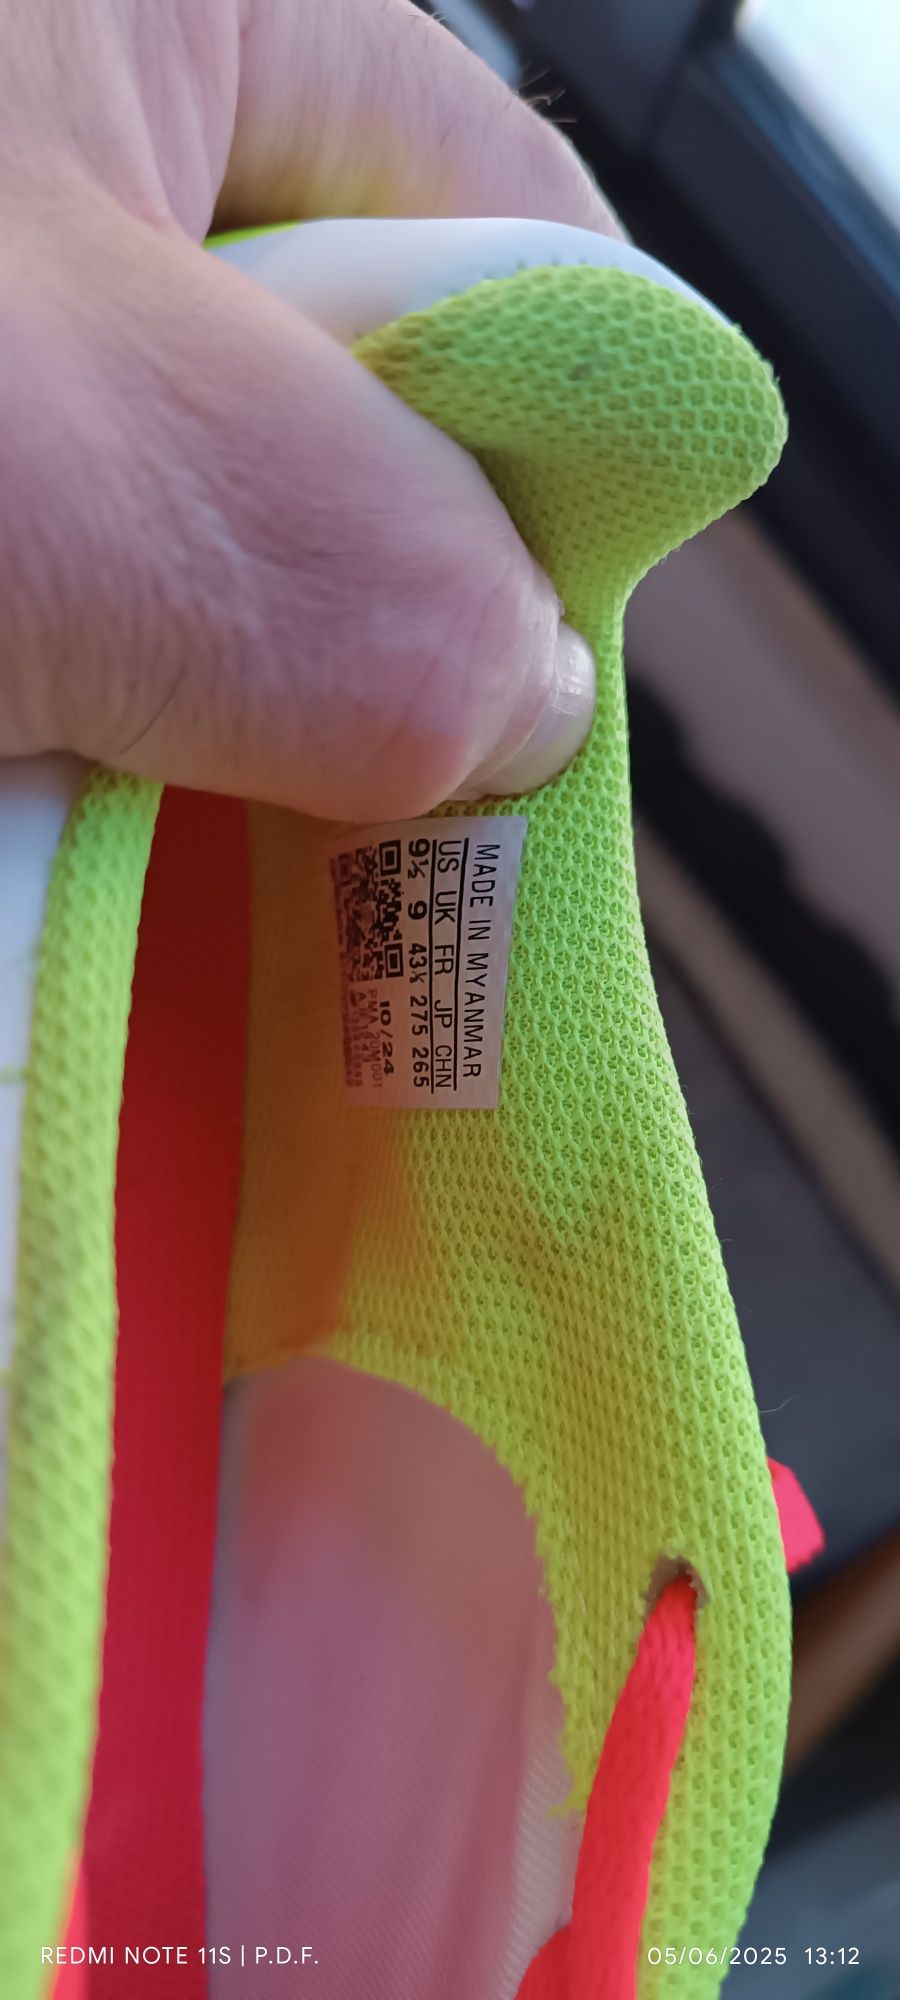 MADE IN MYANMAR
US UK FR JP CHN
9½ 9 43⅓ 275 265
10/24
REDMI NOTE 11S | P.D.F.
05/06/2025 13:12